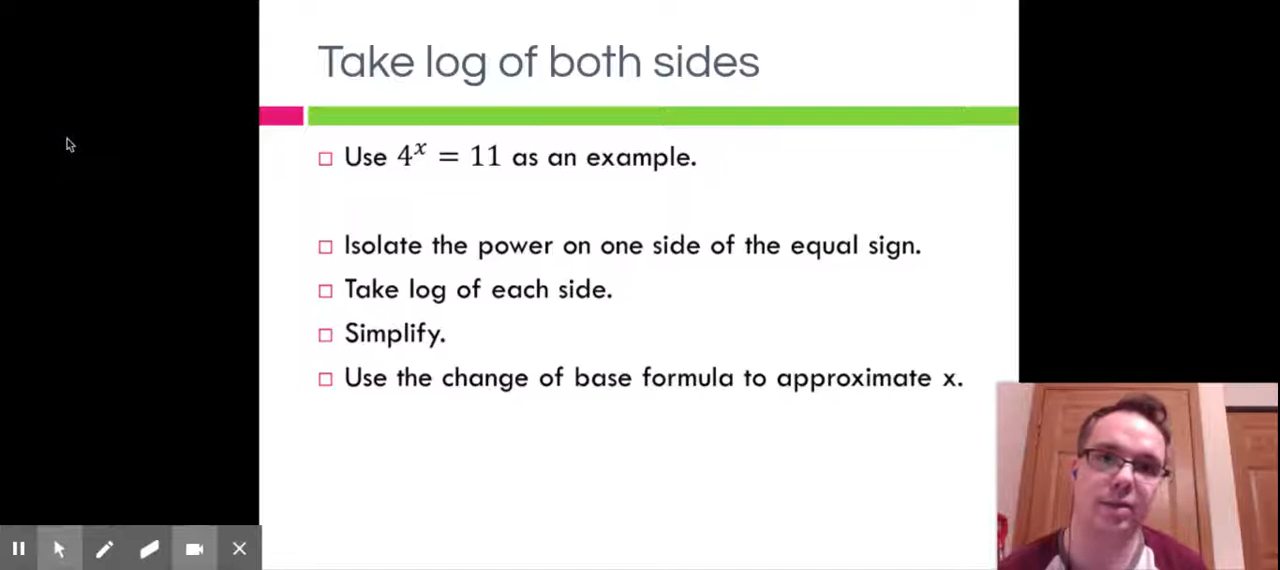 Take log of both sides
Use 4ˣ = 11 as an example.
Isolate the power on one side of the equal sign.
Take log of each side.
Simplify.
Use the change of base formula to approximate x.